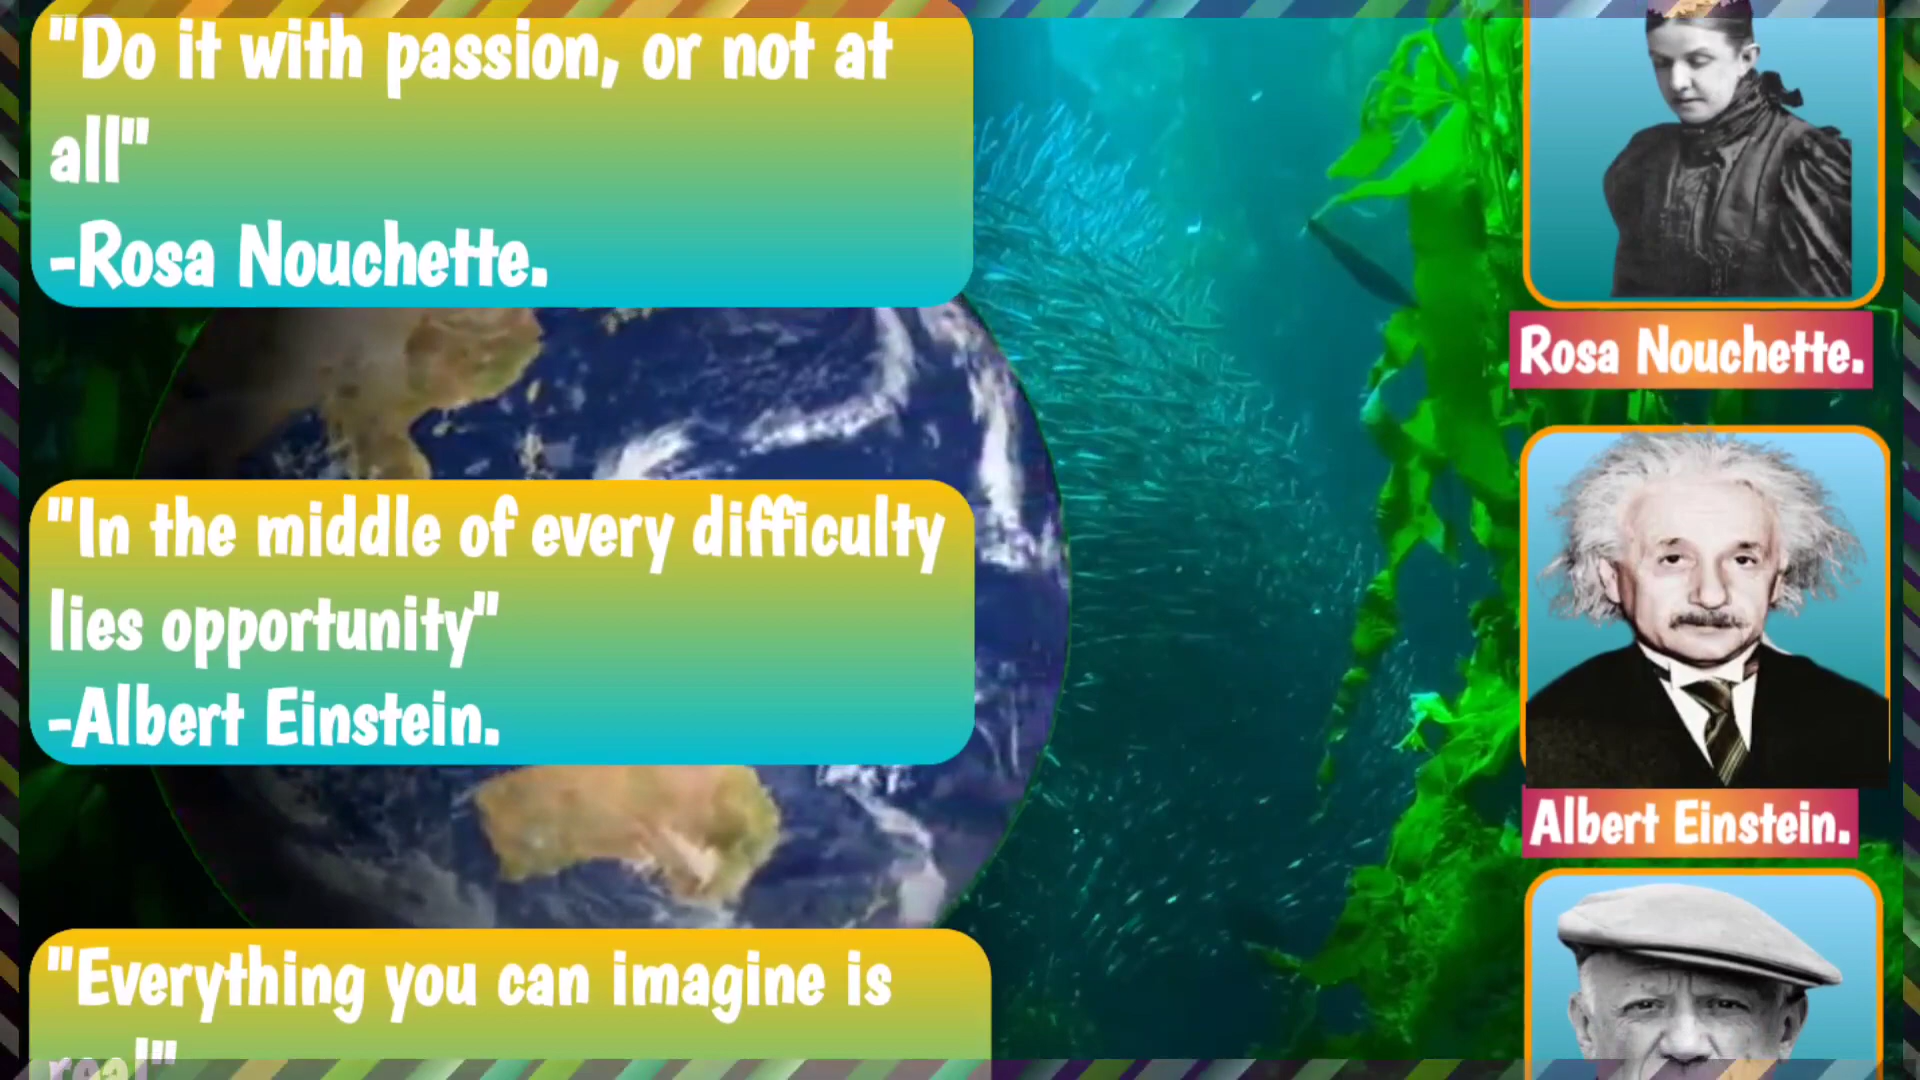 "Do it with passion, or not at
all"
-Rosa Nouchette.
Rosa Nouchette.
"In the middle of every difficulty
lies opportunity"
-Albert Einstein.
Albert Einstein.
"Everything you can imagine is
real"